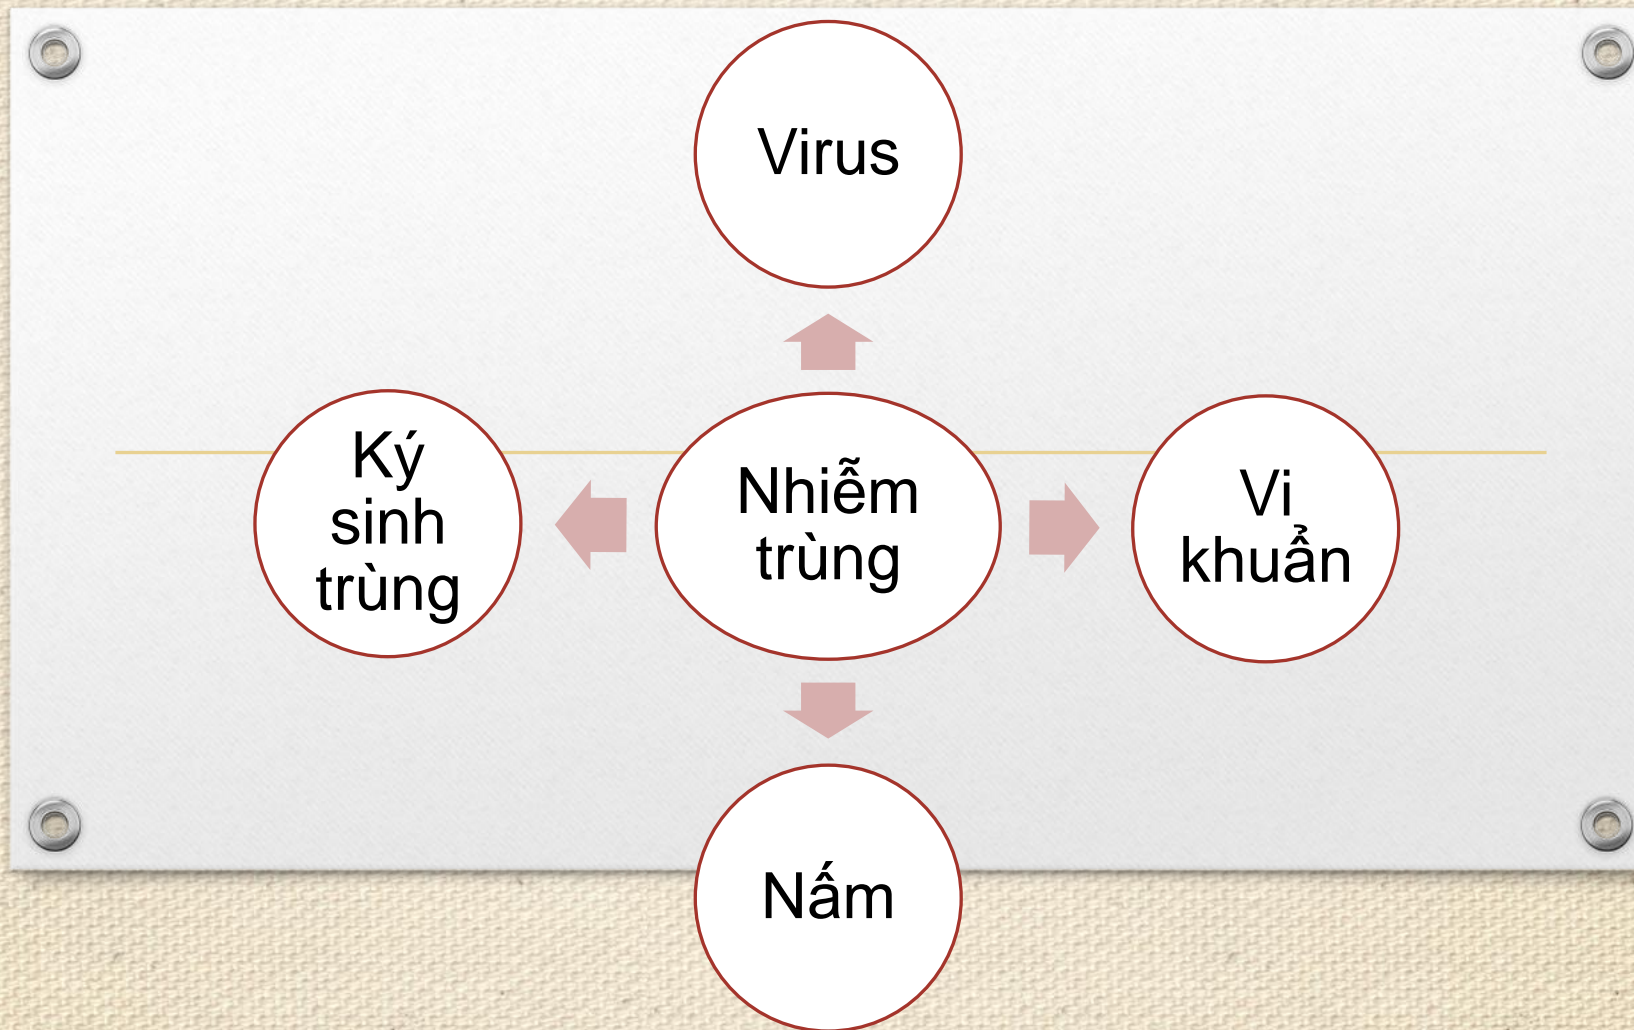 Virus
Ký
sinh
trùng
Nhiễm
trùng
Vi
khuẩn
Nấm